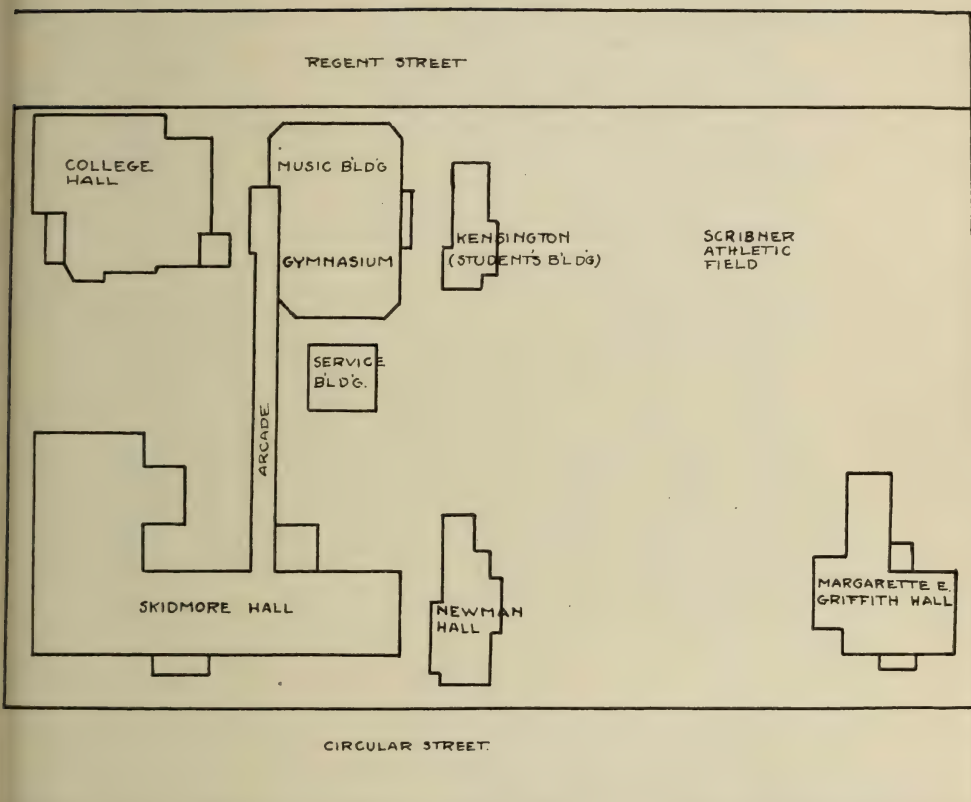 REGENT STREET
COLLEGE
HALL
MUSIC B'LD'G
GYMNASIUM
KENSINGTON
(STUDENT'S B'LD'G)
SCRIBNER
ATHLETIC
FIELD
SERVICE
B'LD'G.
ARCADE
SKIDMORE HALL
NEWMAN
HALL
MARGARETTE E.
GRIFFITH HALL
CIRCULAR STREET.